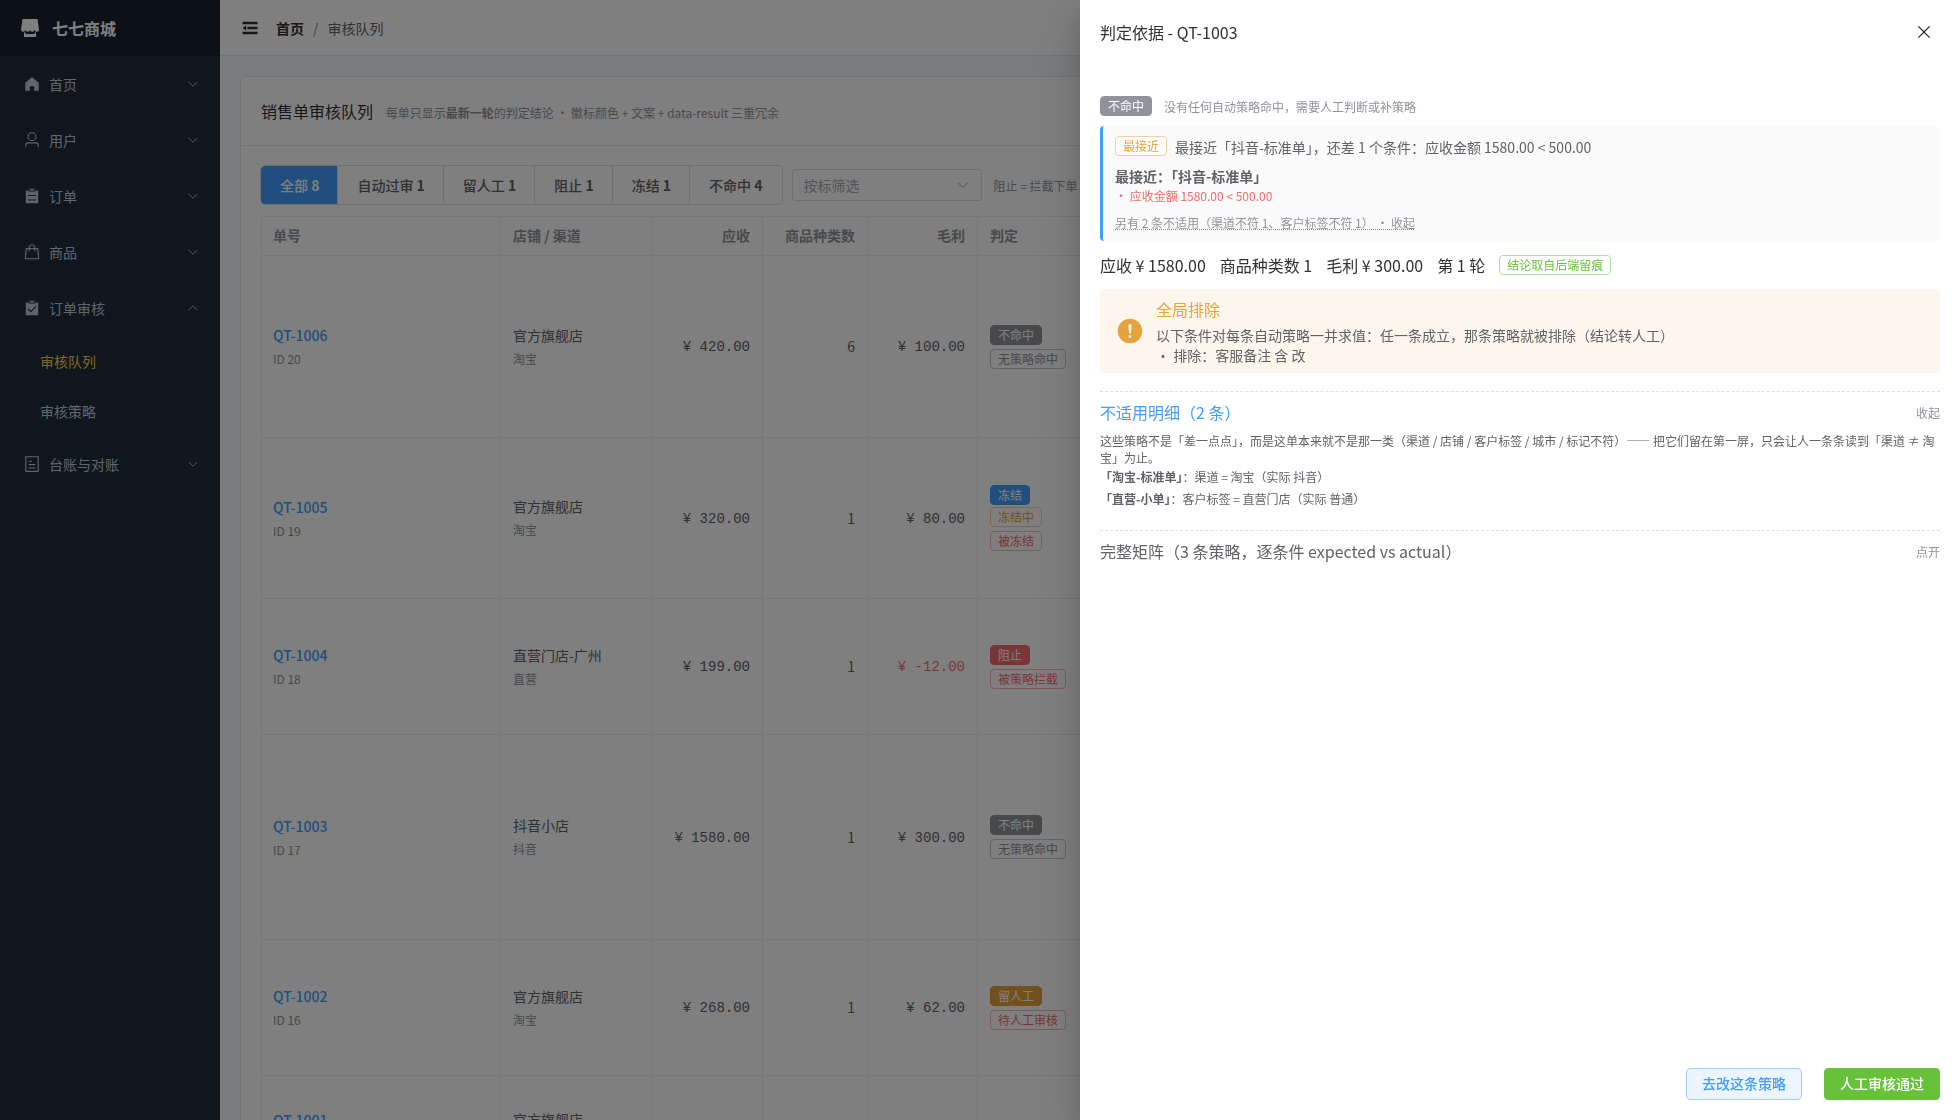 七七商城
首页
用户
订单
商品
订单审核
审核队列
审核策略
台账与对账
首页 / 审核队列
销售单审核队列 每单只显示最新一轮的判定结论 · 徽标颜色 + 文案 + data-result 三重冗余
全部 8 自动过审 1 留人工 1 阻止 1 冻结 1 不命中 4 按标筛选 阻止 = 拦截下单
单号 店铺 / 渠道 应收 商品种类数 毛利 判定
QT-1006 官方旗舰店 ¥ 420.00 6 ¥ 100.00 不命中
ID 20 淘宝 无策略命中
QT-1005 官方旗舰店 ¥ 320.00 1 ¥ 80.00 冻结
冻结中
ID 19 淘宝 被冻结
QT-1004 直营门店-广州 ¥ 199.00 1 ¥ -12.00 阻止
ID 18 直营 被策略拦截
QT-1003 抖音小店 ¥ 1580.00 1 ¥ 300.00 不命中
ID 17 抖音 无策略命中
QT-1002 官方旗舰店 ¥ 268.00 1 ¥ 62.00 留人工
ID 16 淘宝 待人工审核
QT-1001 官方旗舰店
判定依据 - QT-1003
不命中 没有任何自动策略命中，需要人工判断或补策略
最接近 最接近「抖音-标准单」，还差 1 个条件：应收金额 1580.00 < 500.00
最接近：「抖音-标准单」
· 应收金额 1580.00 < 500.00
另有 2 条不适用（渠道不符 1、客户标签不符 1） · 收起
应收 ¥ 1580.00 商品种类数 1 毛利 ¥ 300.00 第 1 轮 结论取自后端留痕
全局排除
以下条件对每条自动策略一并求值：任一条成立，那条策略就被排除（结论转人工）
· 排除：客服备注 含 改
不适用明细（2 条） 收起
这些策略不是「差一点点」，而是这单本来就不是那一类（渠道 / 店铺 / 客户标签 / 城市 / 标记不符）—— 把它们留在第一屏，只会让人一条条读到「渠道 ≠ 淘
宝」为止。
「淘宝-标准单」：渠道 = 淘宝（实际 抖音）
「直营-小单」：客户标签 = 直营门店（实际 普通）
完整矩阵（3 条策略，逐条件 expected vs actual） 点开
去改这条策略 人工审核通过